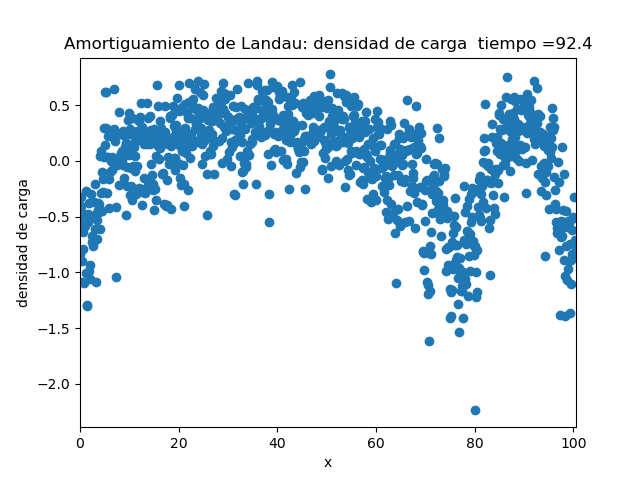 Amortiguamiento de Landau: densidad de carga  tiempo =92.4
0.5
0.0
−0.5
−1.0
−1.5
−2.0
densidad de carga
0 20 40 60 80 100
x